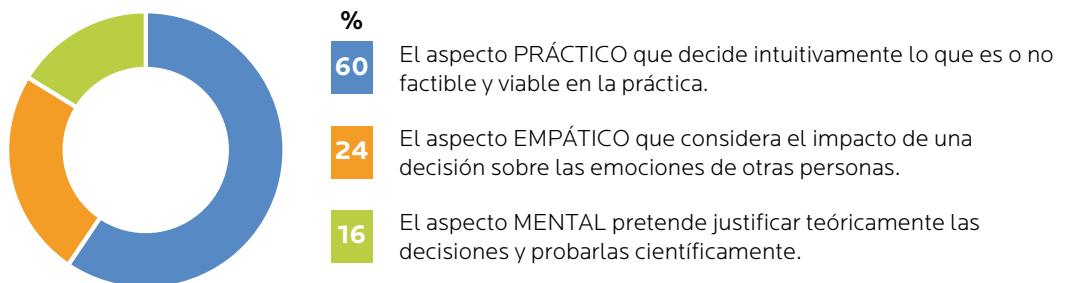 %
60
El aspecto PRÁCTICO que decide intuitivamente lo que es o no
factible y viable en la práctica.
24
El aspecto EMPÁTICO que considera el impacto de una
decisión sobre las emociones de otras personas.
16
El aspecto MENTAL pretende justificar teóricamente las
decisiones y probarlas científicamente.